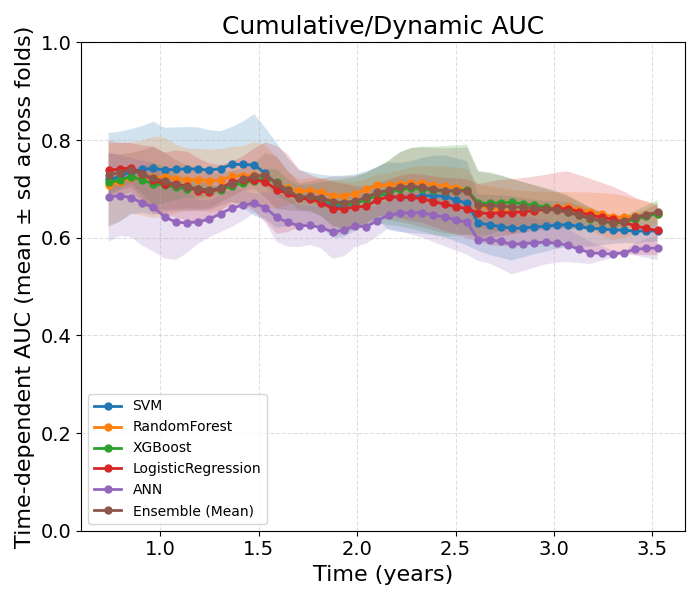 Cumulative/Dynamic AUC
Time-dependent AUC (mean ± sd across folds)
1.0
0.8
0.6
0.4
0.2
0.0
SVM
RandomForest
XGBoost
LogisticRegression
ANN
Ensemble (Mean)
1.0 1.5 2.0 2.5 3.0 3.5
Time (years)